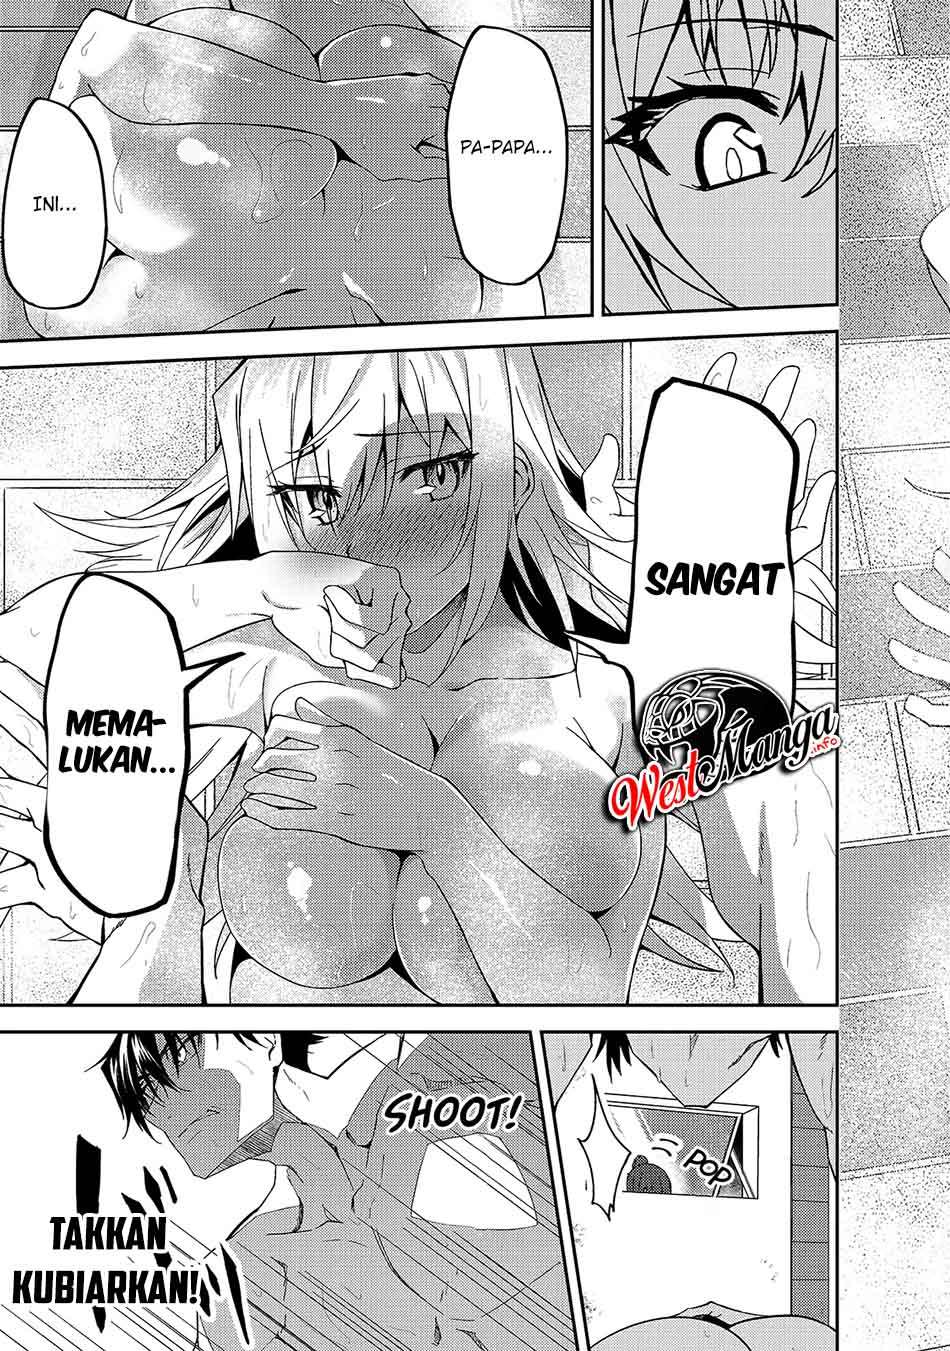 PA-PAPA...
INI...
SANGAT
MEMA-
LUKAN...
WestManga
.info
POP
SHOOT!
TAKKAN
KUBIARKAN!